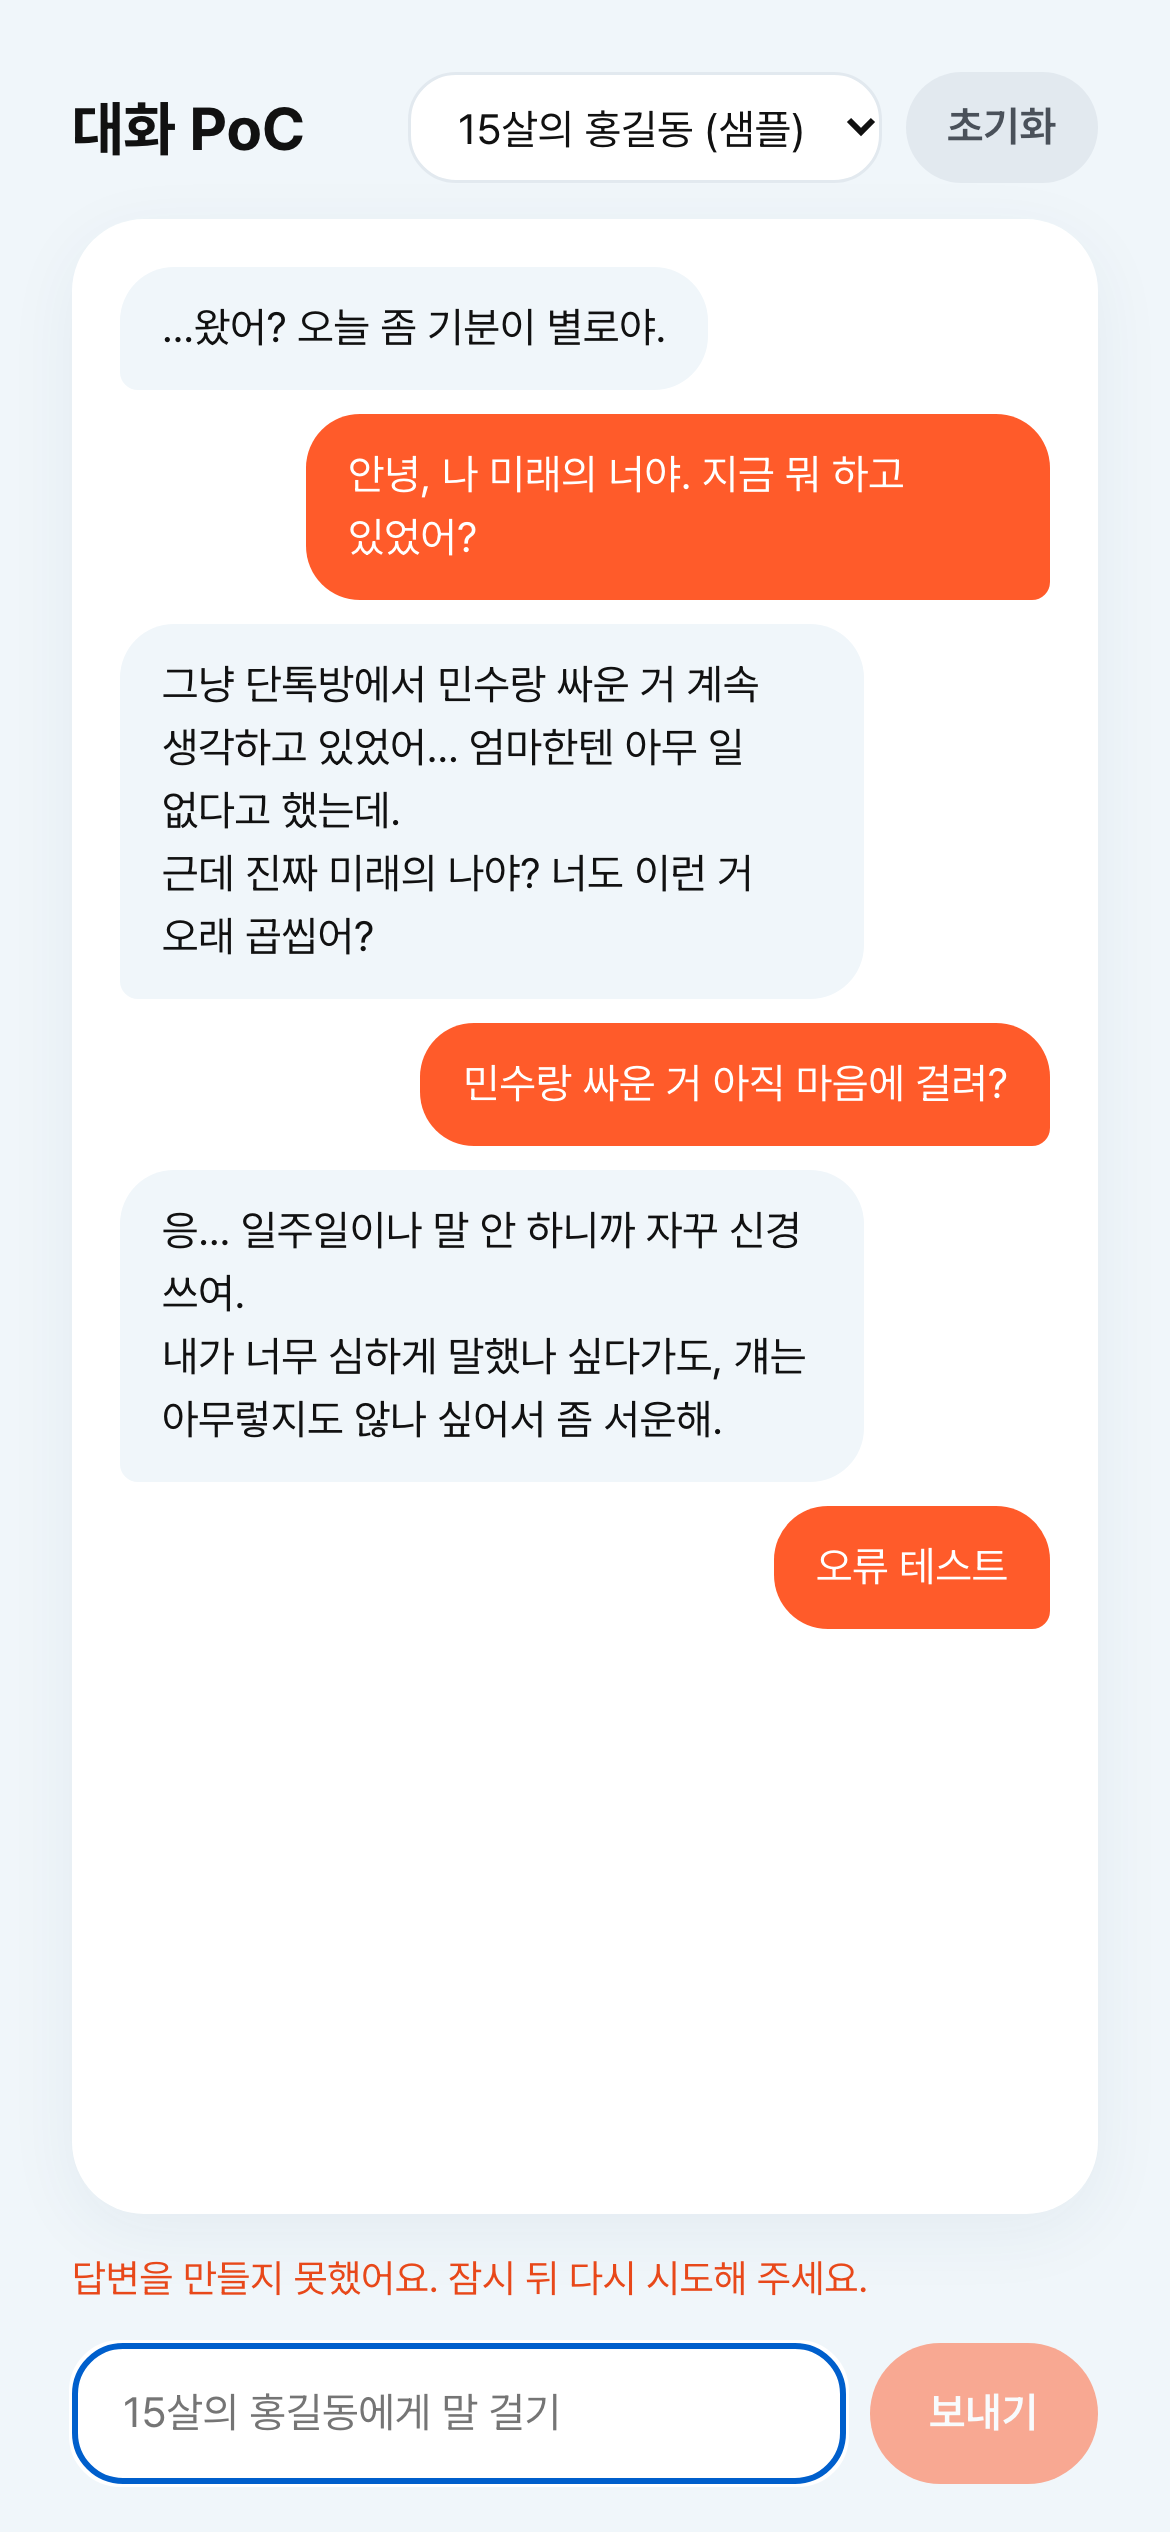 대화 PoC
15살의 홍길동 (샘플)
초기화
...왔어? 오늘 좀 기분이 별로야.
안녕, 나 미래의 너야. 지금 뭐 하고
있었어?
그냥 단톡방에서 민수랑 싸운 거 계속
생각하고 있었어... 엄마한텐 아무 일
없다고 했는데.
근데 진짜 미래의 나야? 너도 이런 거
오래 곱씹어?
민수랑 싸운 거 아직 마음에 걸려?
응... 일주일이나 말 안 하니까 자꾸 신경
쓰여.
내가 너무 심하게 말했나 싶다가도, 걔는
아무렇지도 않나 싶어서 좀 서운해.
오류 테스트
답변을 만들지 못했어요. 잠시 뒤 다시 시도해 주세요.
15살의 홍길동에게 말 걸기
보내기